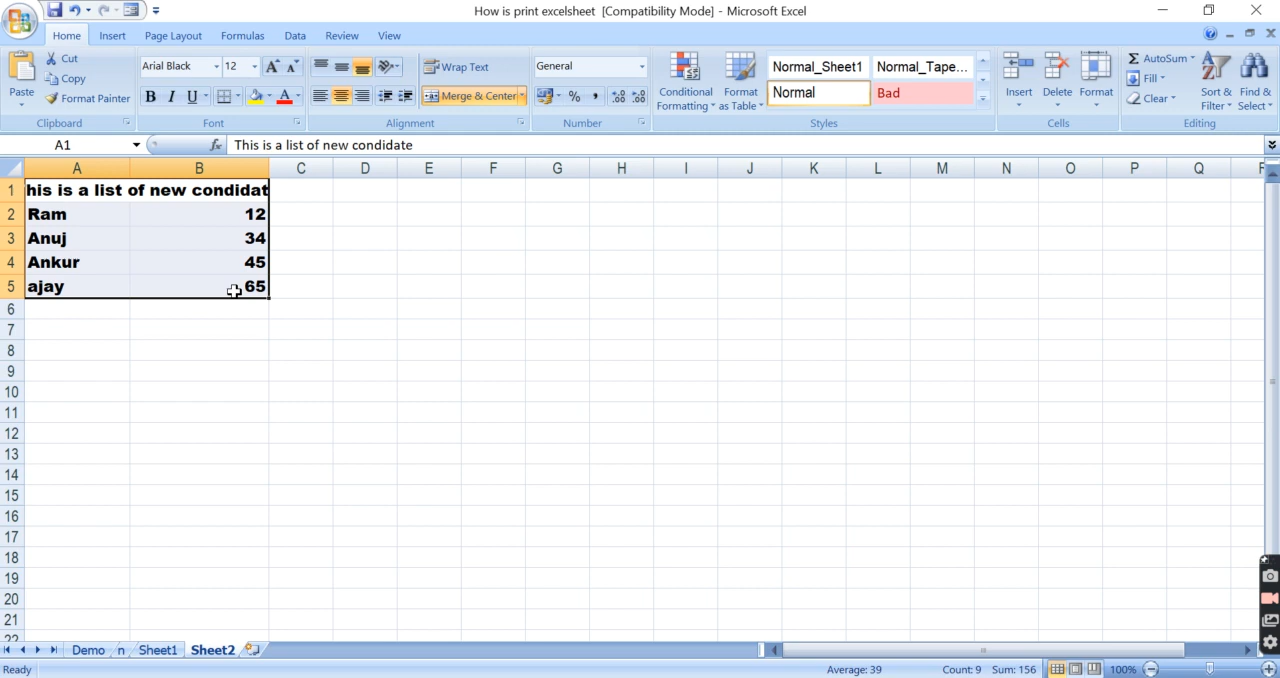 How is print excelsheet [Compatibility Mode] - Microsoft Excel
Home Insert Page Layout Formulas Data Review View
Cut
Copy
Format Painter
Paste
Clipboard
Arial Black 12 A A
B I U A
Font
Wrap Text
Merge & Center
Alignment
General
% , .0 .00 .00 .0
Number
Conditional Formatting
Format as Table
Normal_Sheet1 Normal_Tape...
Normal Bad
Styles
Insert Delete Format
Cells
Σ AutoSum
Fill
Clear
Sort & Filter
Find & Select
Editing
A1 fx This is a list of new condidate
A B C D E F G H I J K L M N O P Q
1 his is a list of new condidat
2 Ram 12
3 Anuj 34
4 Ankur 45
5 ajay 65
6
7
8
9
10
11
12
13
14
15
16
17
18
19
20
21
22
Demo n Sheet1 Sheet2
Ready Average: 39 Count: 9 Sum: 156 100%